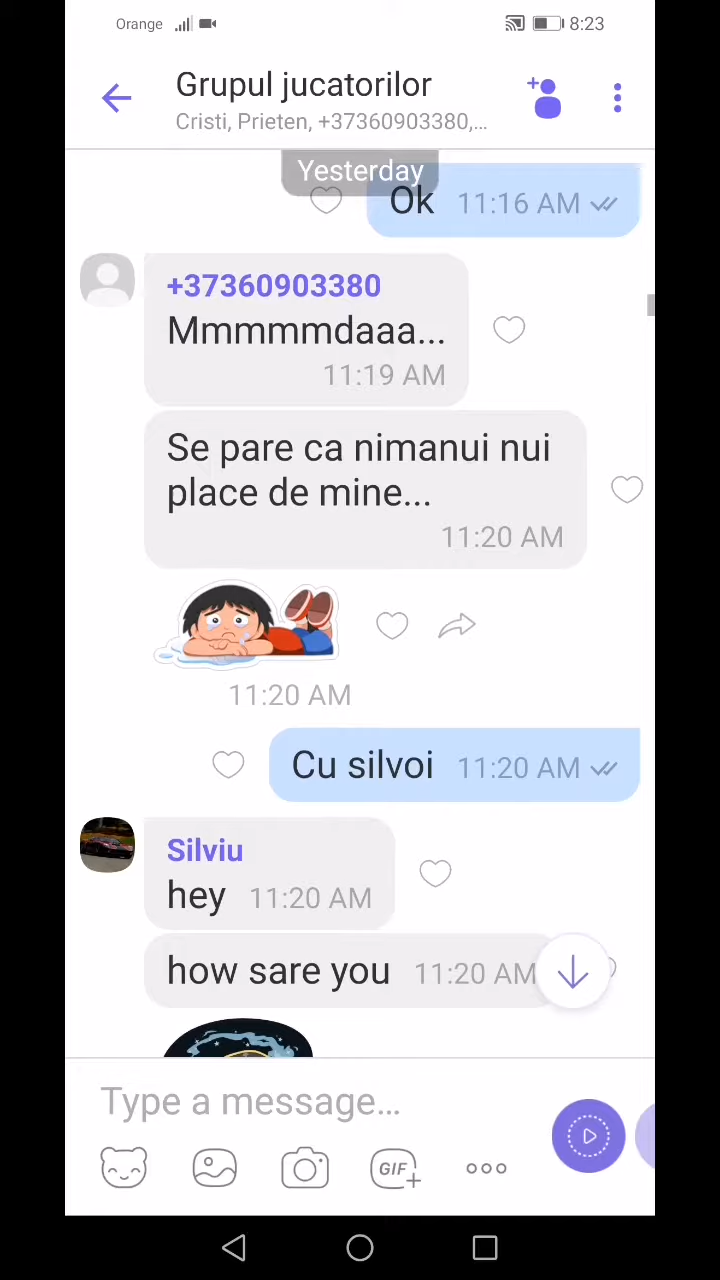 Orange
8:23
Grupul jucatorilor
Cristi, Prieten, +37360903380,...
Yesterday
Ok 11:16 AM
+37360903380
Mmmmmdaaa...
11:19 AM
Se pare ca nimanui nui
place de mine...
11:20 AM
11:20 AM
Cu silvoi 11:20 AM
Silviu
hey 11:20 AM
how sare you 11:20 AM
Type a message...
GIF